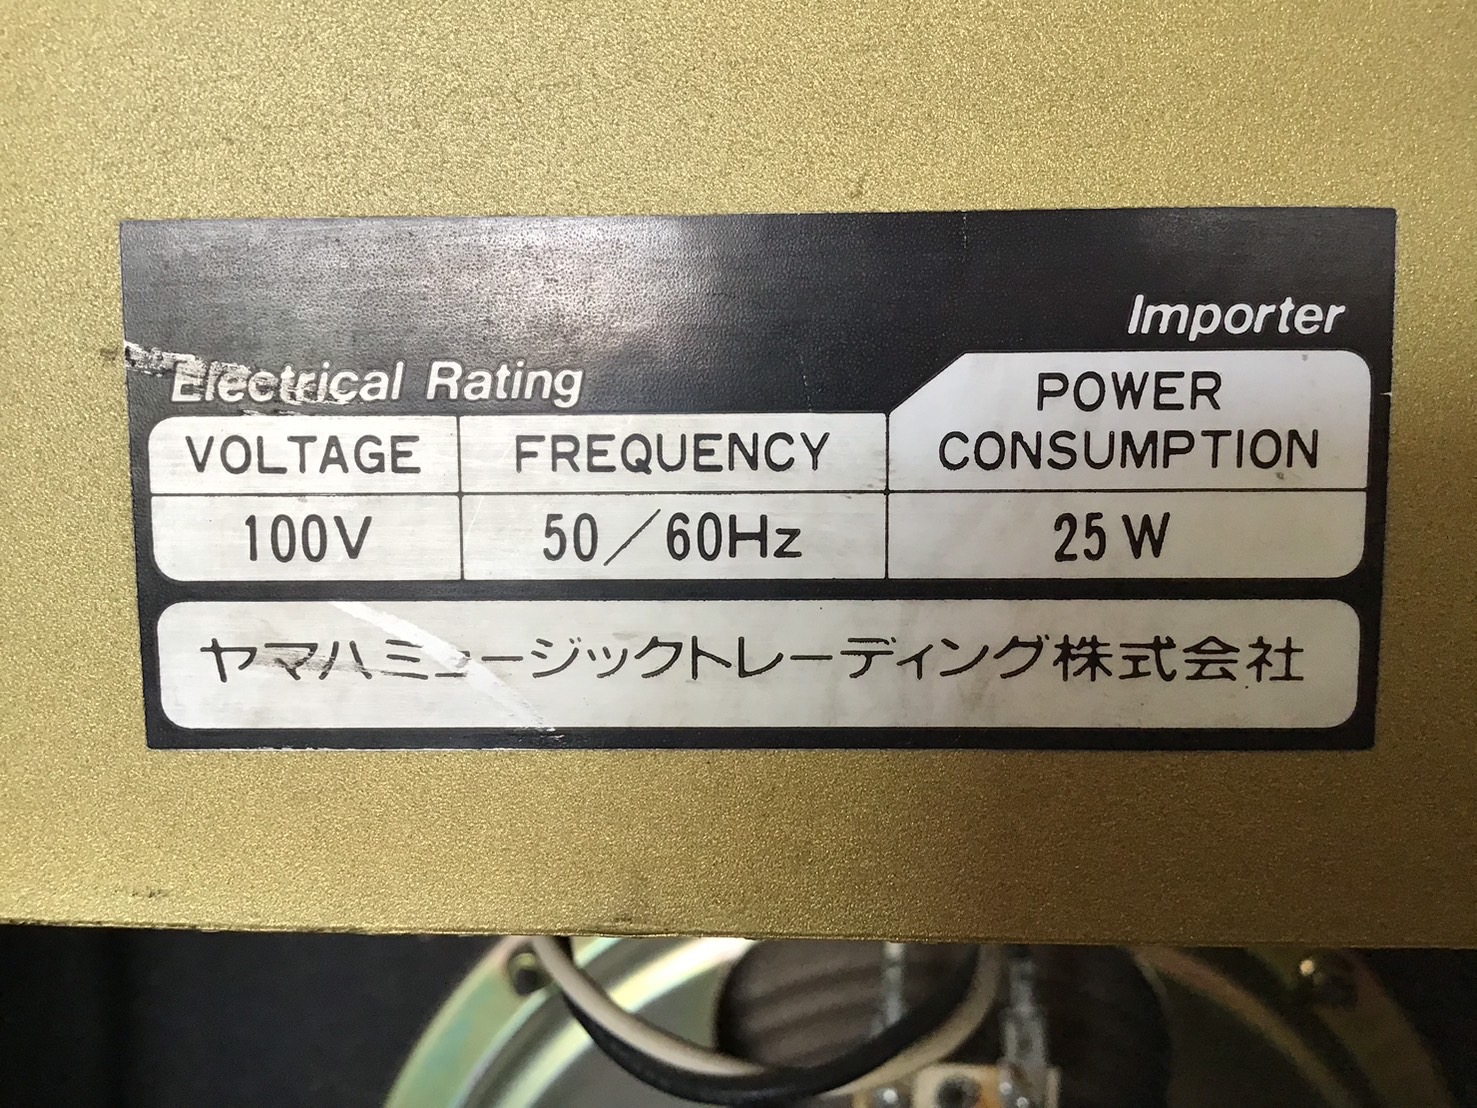 Importer
Electrical Rating
VOLTAGE FREQUENCY POWER CONSUMPTION
100V 50/60Hz 25W
ヤマハミュージックトレーディング株式会社